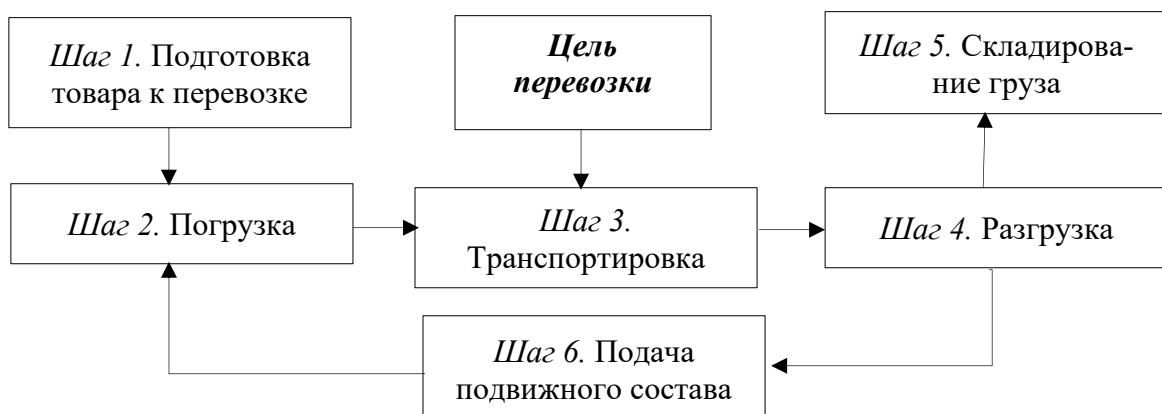 Шаг 1. Подготовка
товара к перевозке
Цель
перевозки
Шаг 5. Складирова-
ние груза
Шаг 2. Погрузка
Шаг 3.
Транспортировка
Шаг 4. Разгрузка
Шаг 6. Подача
подвижного состава